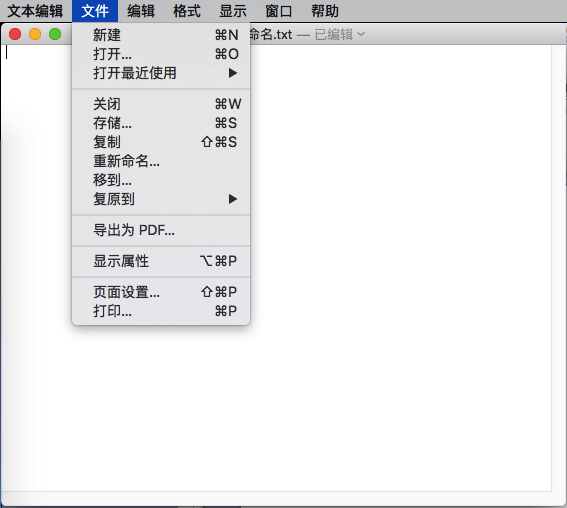 文本编辑 文件 编辑 格式 显示 窗口 帮助
命名.txt — 已编辑
新建 ⌘N
打开... ⌘O
打开最近使用 ▶
关闭 ⌘W
存储... ⌘S
复制 ⇧⌘S
重新命名...
移到...
复原到 ▶
导出为 PDF...
显示属性 ⌥⌘P
页面设置... ⇧⌘P
打印... ⌘P